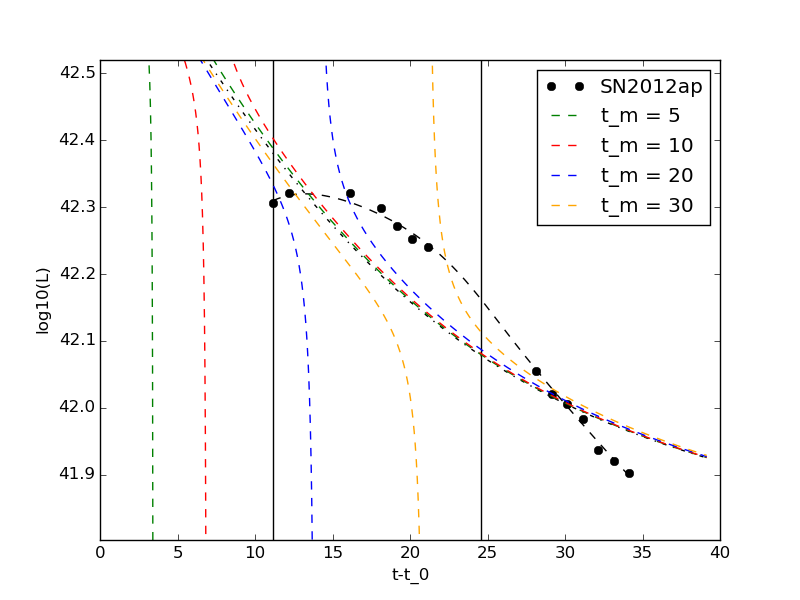 42.5
42.4
42.3
42.2
42.1
42.0
41.9
log10(L)
0
5
10
15
20
25
30
35
40
t-t_0
SN2012ap
t_m = 5
t_m = 10
t_m = 20
t_m = 30